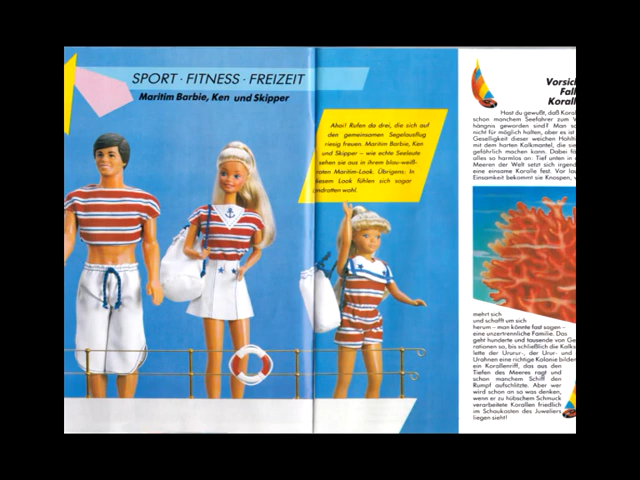 SPORT · FITNESS · FREIZEIT
Maritim Barbie, Ken und Skipper
Ahoi! Rufen da drei, die sich auf
den gemeinsamen Segelausflug
riesig freuen. Maritim Barbie, Ken
und Skipper – wie echte Seeleute
sehen sie aus in ihrem blau-weiß-
roten Maritim-Look. Übrigens: In
diesem Look fühlen sich sogar
Landratten wohl.
Vorsic
Fall
Korall
Hast du gewußt, daß Kora
schon manchem Seefahrer zum V
hängnis geworden sind? Man so
nicht für möglich halten, aber es ist
Geselligkeit dieser weichen Hohlti
mit dem harten Kalkmantel, die sie
gefährlich machen kann. Dabei fö
alles so harmlos an: Tief unten in
Meeren der Welt setzt sich irgend
eine einsame Koralle fest. Vor lau
Einsamkeit bekommt sie Knospen, v
mehrt sich
und schafft um sich
herum – man könnte fast sagen –
eine unzertrennliche Familie. Das
geht hunderte und tausende von Ge
rationen so, bis schließlich die Kalks
lette der Ururur-, der Urur- und
Urahnen eine richtige Kolonie bilden
ein Korallenriff, das aus den
Tiefen des Meeres ragt und
schon manchem Schiff den
Rumpf aufschlitzte. Aber wer
wird schon an so was denken,
wenn er zu hübschem Schmuck
verarbeitete Korallen friedlich
im Schaukasten des Juweliers
liegen sieht!